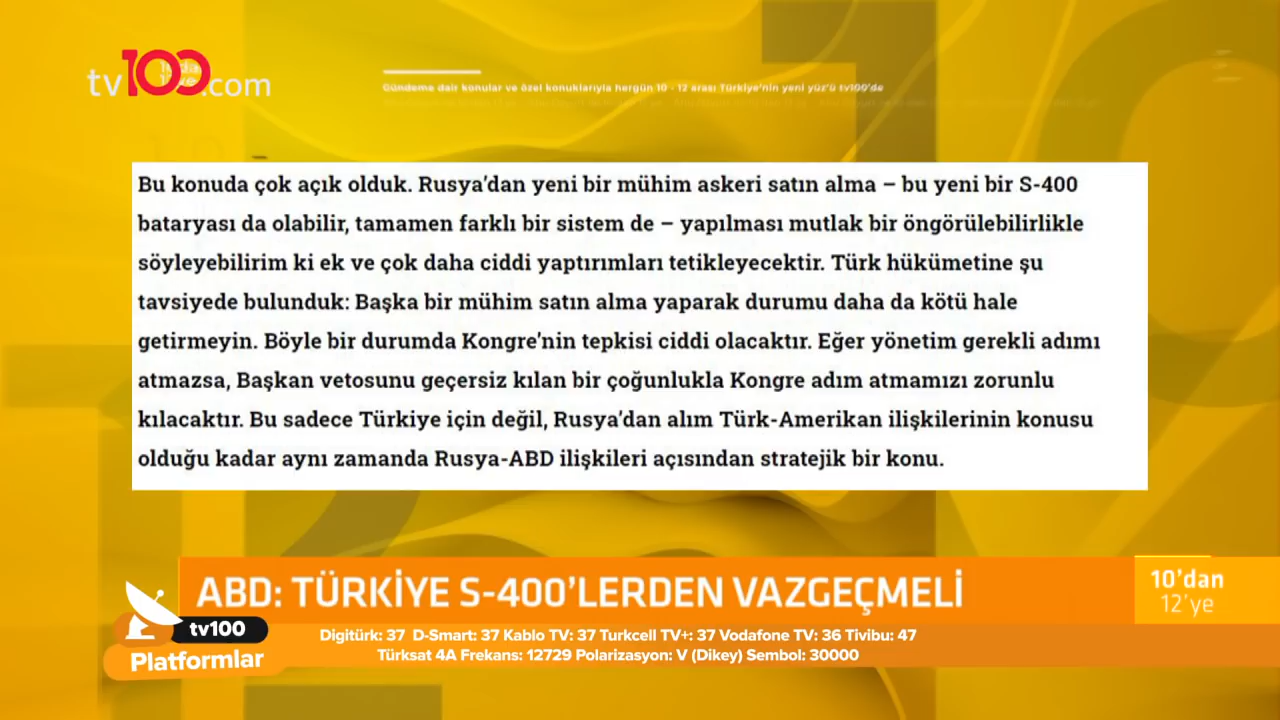 tv100.com
Gündeme dair konular ve özel konuklarıyla hergün 10 - 12 arası Türkiye'nin yeni yüz'ü tv100'de
Bu konuda çok açık olduk. Rusya’dan yeni bir mühim askeri satın alma – bu yeni bir S-400
bataryası da olabilir, tamamen farklı bir sistem de – yapılması mutlak bir öngörülebilirlikle
söyleyebilirim ki ek ve çok daha ciddi yaptırımları tetikleyecektir. Türk hükümetine şu
tavsiyede bulunduk: Başka bir mühim satın alma yaparak durumu daha da kötü hale
getirmeyin. Böyle bir durumda Kongre’nin tepkisi ciddi olacaktır. Eğer yönetim gerekli adımı
atmazsa, Başkan vetosunu geçersiz kılan bir çoğunlukla Kongre adım atmamızı zorunlu
kılacaktır. Bu sadece Türkiye için değil, Rusya’dan alım Türk-Amerikan ilişkilerinin konusu
olduğu kadar aynı zamanda Rusya-ABD ilişkileri açısından stratejik bir konu.
ABD: TÜRKİYE S-400’LERDEN VAZGEÇMELİ
10’dan
12’ye
tv100
Platformlar
Digitürk: 37 D-Smart: 37 Kablo TV: 37 Turkcell TV+: 37 Vodafone TV: 36 Tivibu: 47
Türksat 4A Frekans: 12729 Polarizasyon: V (Dikey) Sembol: 30000